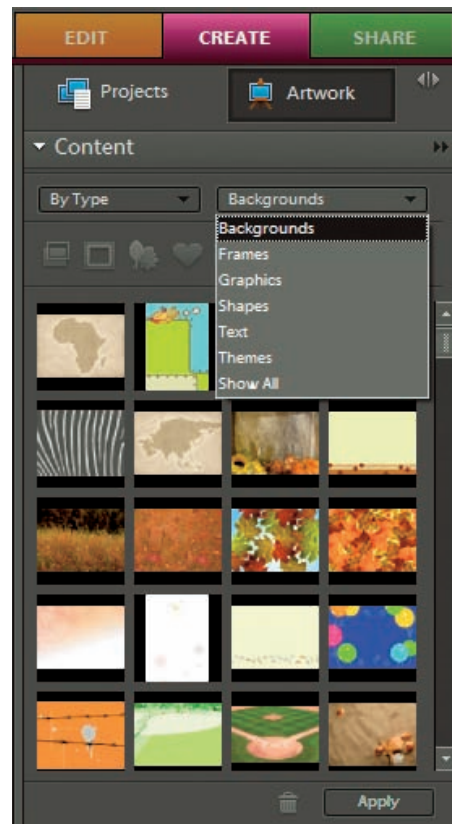 EDIT CREATE SHARE
Projects Artwork
Content
By Type Backgrounds
Backgrounds
Frames
Graphics
Shapes
Text
Themes
Show All
Apply